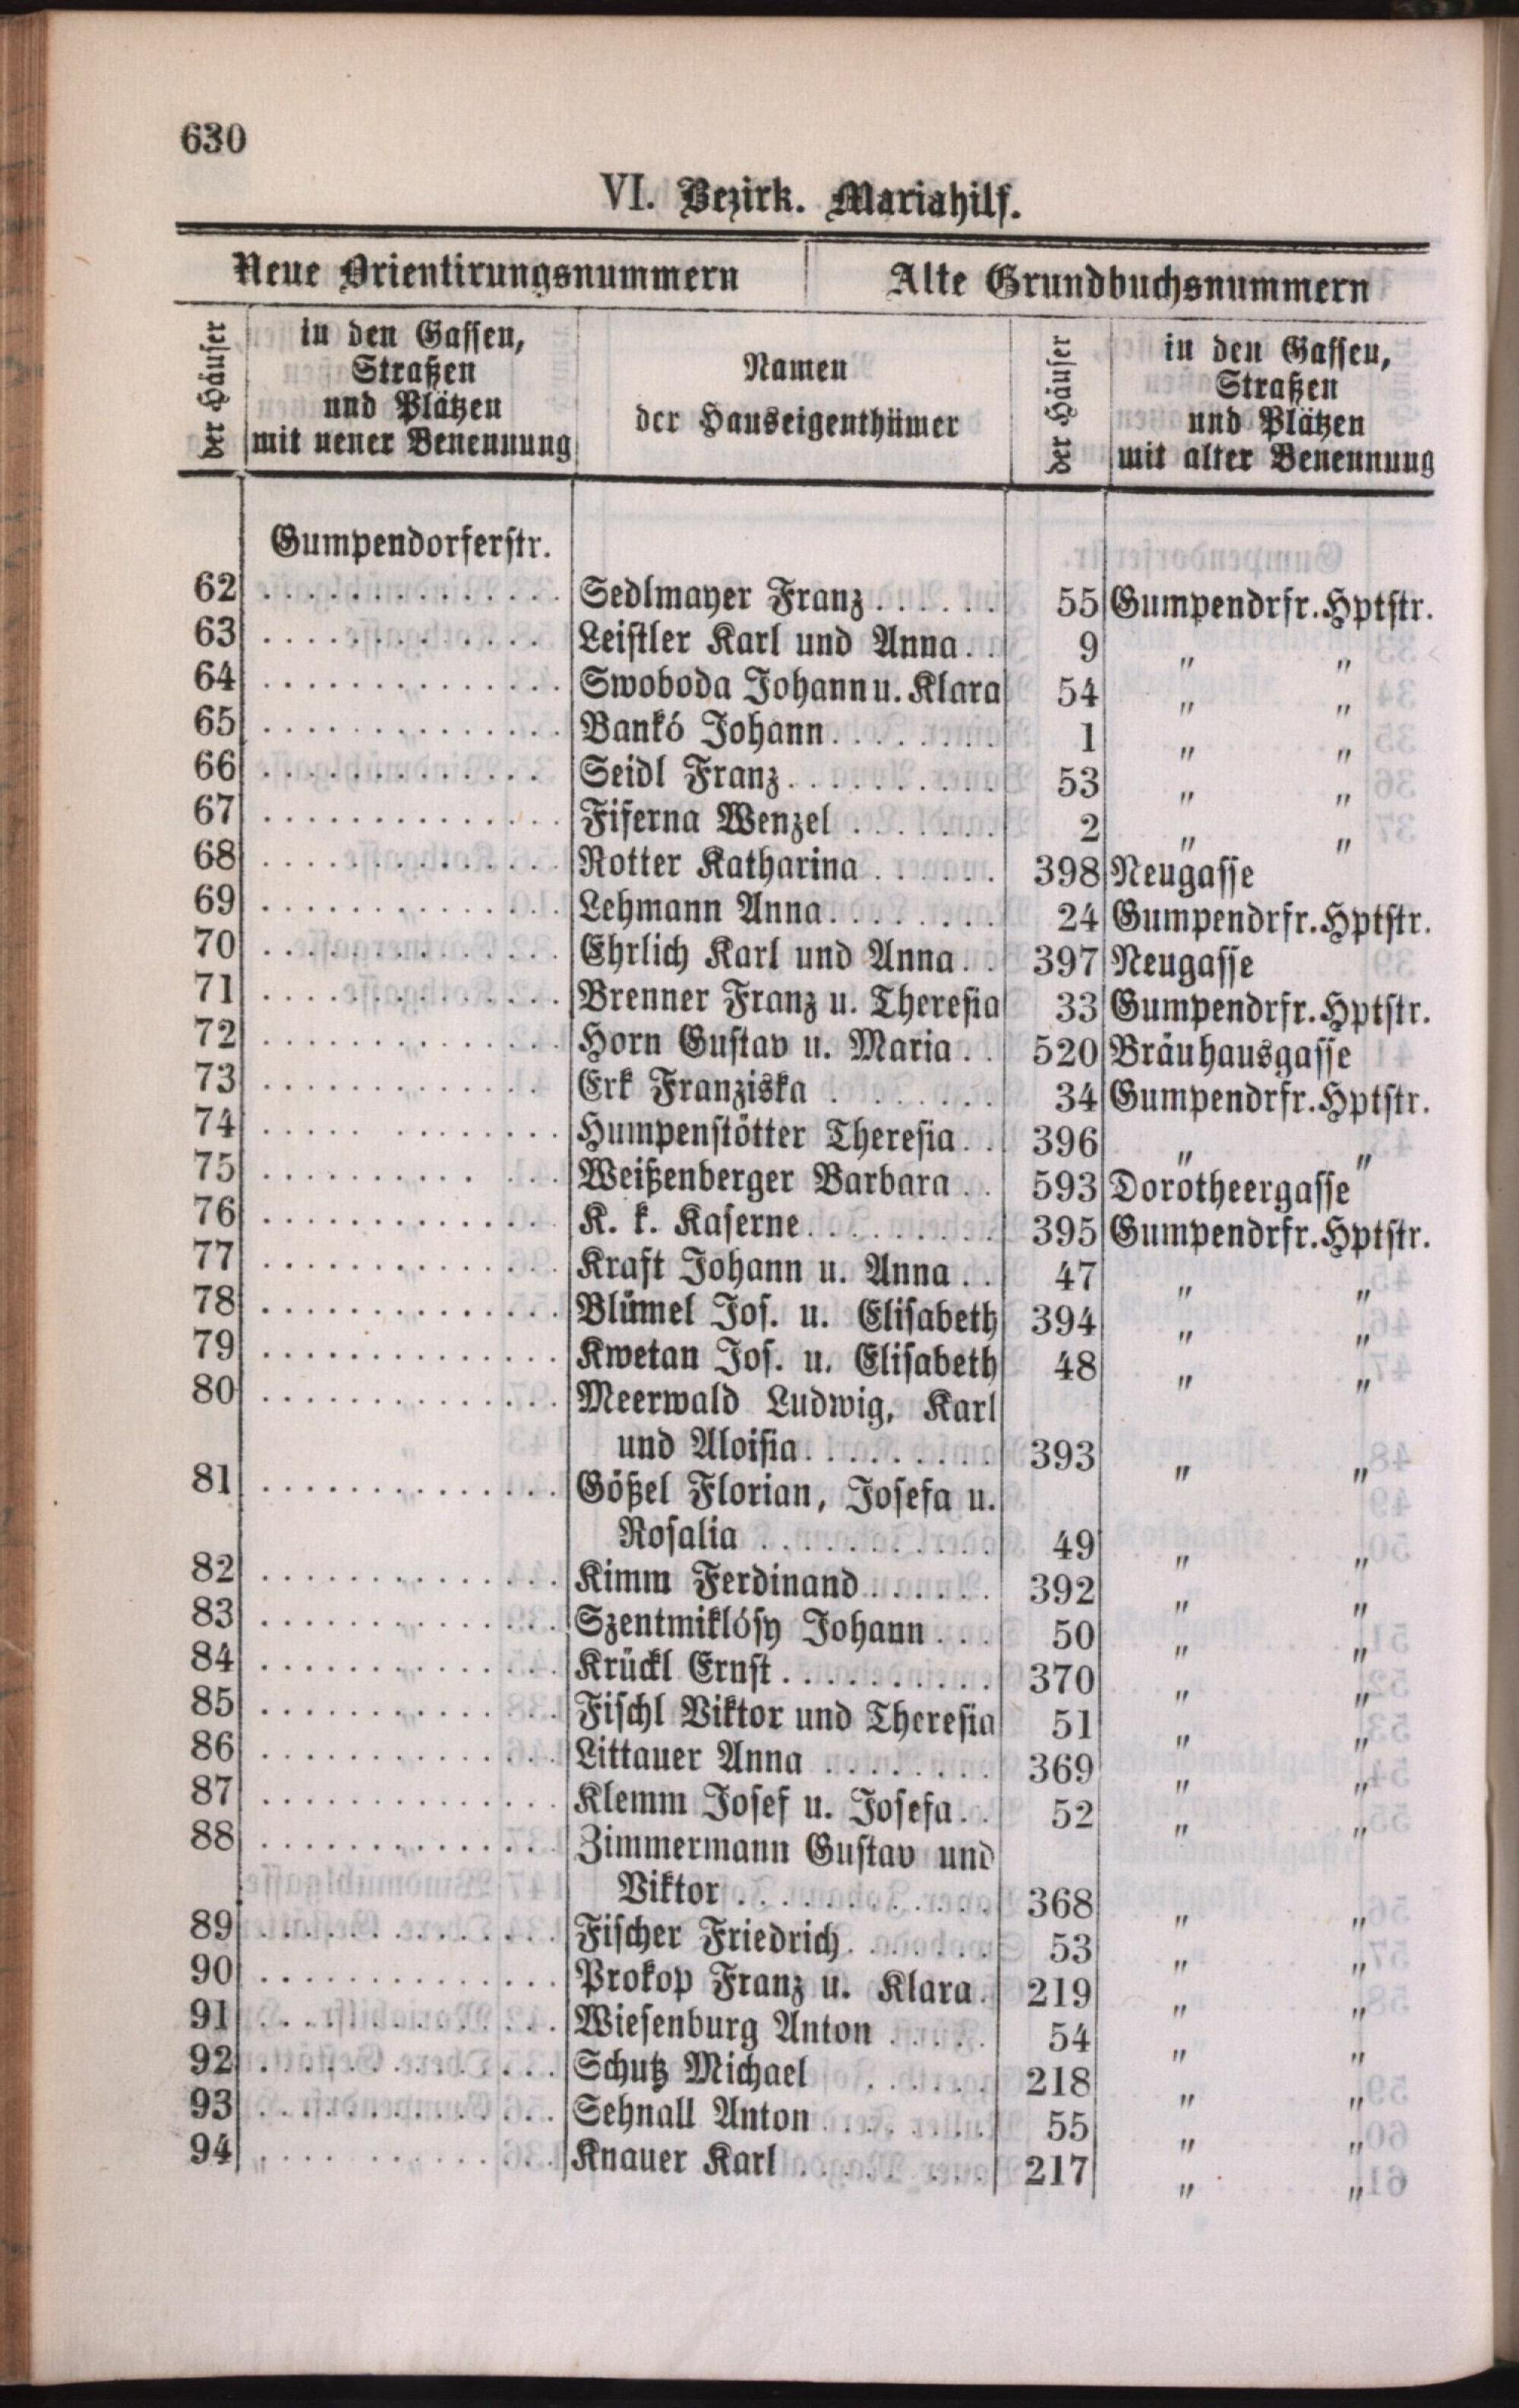 630
VI. Bezirk. Mariahilf.
Neue Orientirungsnummern Alte Grundbuchsnummern
der Häuser
in den Gassen,
Straßen
und Plätzen
mit neuer Benennung
Namen
der Hauseigenthümer
der Häuser
in den Gassen,
Straßen
und Plätzen
mit alter Benennung
Gumpendorferstr.
62 .............. Sedlmayer Franz ...... 55 Gumpendrfr. Hptstr.
63 ............. Leistler Karl und Anna .. 9 „ „
64 .............. Swoboda Johann u. Klara 54 „ „
65 .............. Bankó Johann ........ 1 „ „
66 ............. Seidl Franz .......... 53 „ „
67 .............. Fiferna Wenzel ....... 2 „ „
68 .............. Rotter Katharina ...... 398 Neugasse
69 .............. Lehmann Anna ........ 24 Gumpendrfr. Hptstr.
70 .............. Ehrlich Karl und Anna .. 397 Neugasse
71 .............. Brenner Franz u. Theresia 33 Gumpendrfr. Hptstr.
72 .............. Horn Gustav u. Maria .. 520 Bräuhausgasse
73 ............. Erk Franziska ........ 34 Gumpendrfr. Hptstr.
74 .............. Humpenstötter Theresia .. 396 „ „
75 .............. Weißenberger Barbara .. 593 Dorotheergasse
76 .............. K. k. Kaserne ......... 395 Gumpendrfr. Hptstr.
77 ............. Kraft Johann u. Anna .. 47 „ „
78 .............. Blümel Jos. u. Elisabeth 394 „ „
79 .............. Kwetan Jos. u. Elisabeth 48 „ „
80 .............. Meerwald Ludwig, Karl
und Aloisia ......... 393 „ „
81 .............. Gößel Florian, Josefa u.
Rosalia ........... 49 „ „
82 .............. Kimm Ferdinand ...... 392 „ „
83 .............. Szentmiklósy Johann ... 50 „ „
84 .............. Krückl Ernst .......... 370 „ „
85 .............. Fischl Viktor und Theresia 51 „ „
86 .............. Littauer Anna ........ 369 „ „
87 .............. Klemm Josef u. Josefa .. 52 „ „
88 .............. Zimmermann Gustav und
Viktor ............ 368 „ „
89 .............. Fischer Friedrich ....... 53 „ „
90 .............. Prokop Franz u. Klara . 219 „ „
91 .............. Wiesenburg Anton ..... 54 „ „
92 .............. Schutz Michael ...... 218 „ „
93 .............. Sehnall Anton ........ 55 „ „
94 .............. Knauer Karl ......... 217 „ „